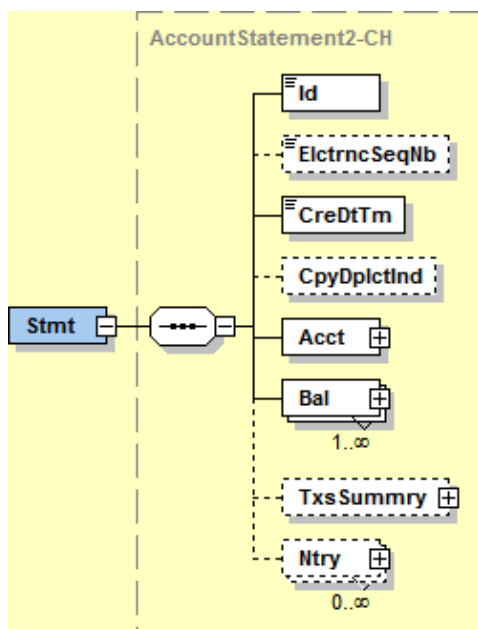 AccountStatement2-CH
Id
ElctrncSeqNb
CreDtTm
CpyDplctInd
Stmt
Acct
Bal
1..∞
TxsSummry
Ntry
0..∞